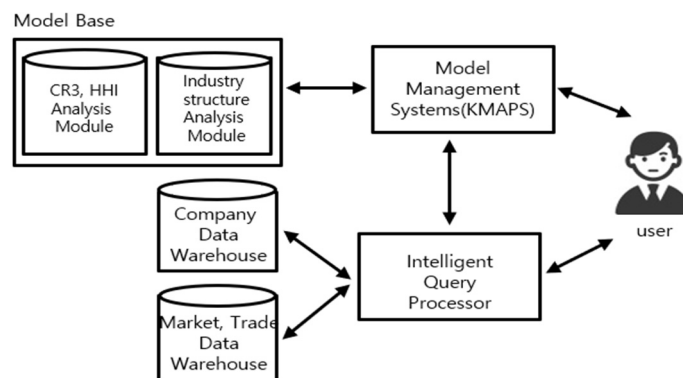 Model Base
CR3, HHI
Analysis
Module
Industry
structure
Analysis
Module
Model
Management
Systems(KMAPS)
user
Company
Data
Warehouse
Intelligent
Query
Processor
Market, Trade
Data
Warehouse